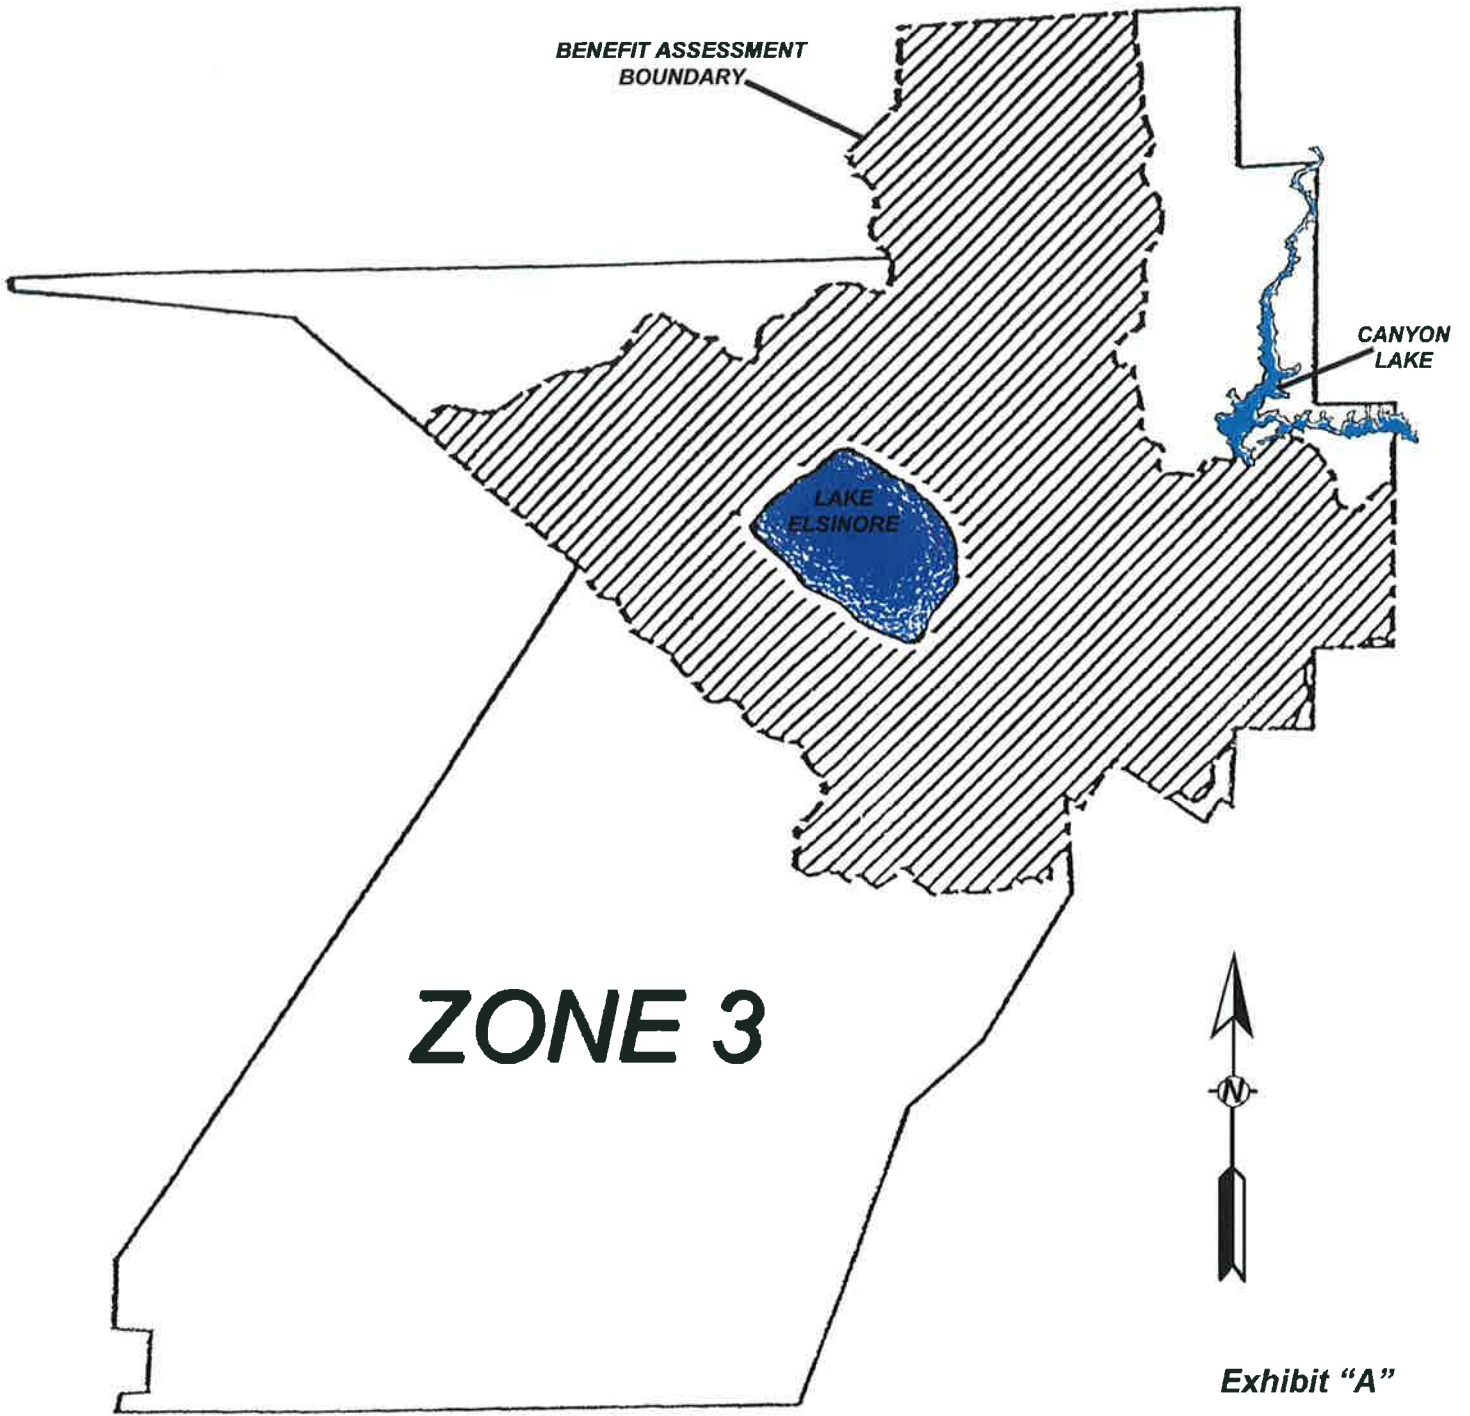 BENEFIT ASSESSMENT
BOUNDARY
CANYON
LAKE
LAKE
ELSINORE
ZONE 3
N
Exhibit “A”